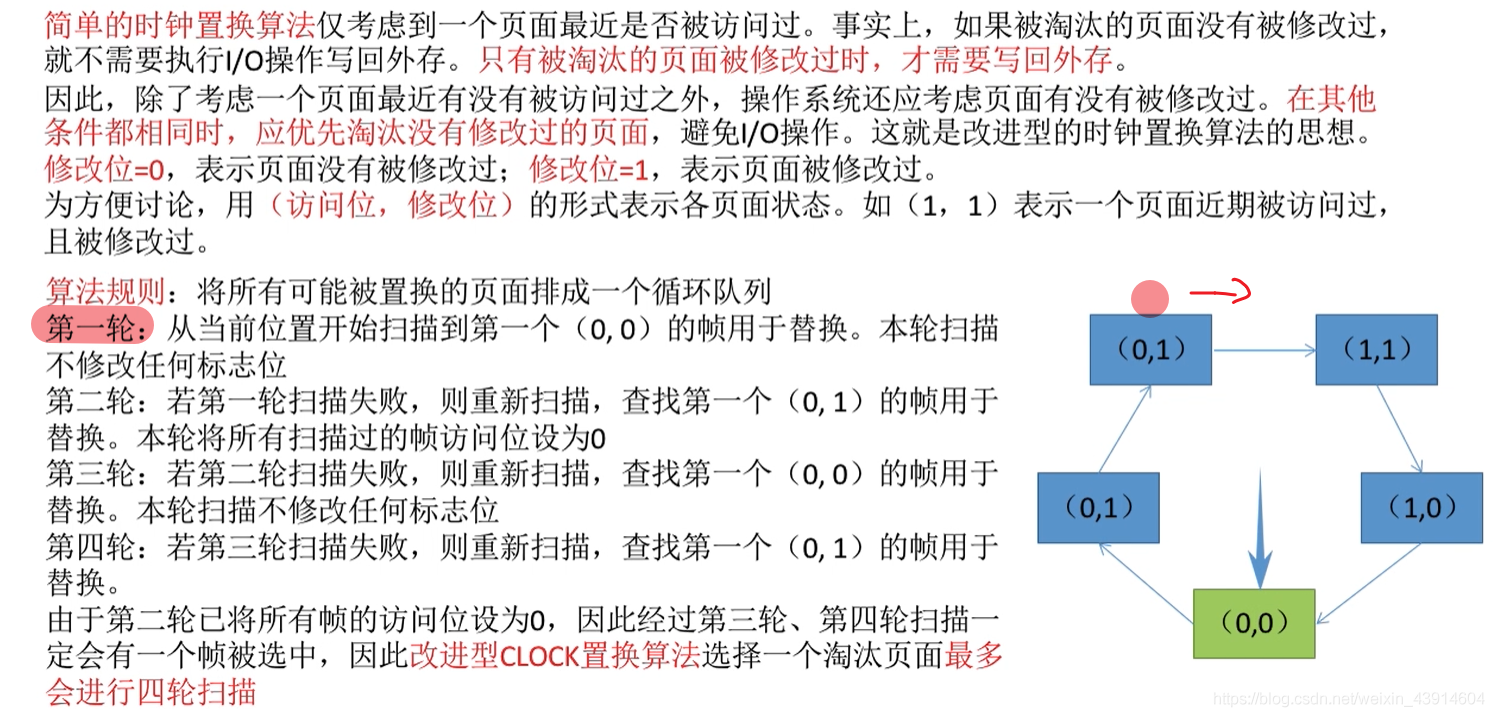 简单的时钟置换算法仅考虑到一个页面最近是否被访问过。事实上，如果被淘汰的页面没有被修改过，
就不需要执行I/O操作写回外存。只有被淘汰的页面被修改过时，才需要写回外存。
因此，除了考虑一个页面最近有没有被访问过之外，操作系统还应考虑页面有没有被修改过。在其他
条件都相同时，应优先淘汰没有修改过的页面，避免I/O操作。这就是改进型的时钟置换算法的思想。
修改位=0，表示页面没有被修改过；修改位=1，表示页面被修改过。
为方便讨论，用（访问位，修改位）的形式表示各页面状态。如（1，1）表示一个页面近期被访问过，
且被修改过。
算法规则：将所有可能被置换的页面排成一个循环队列
第一轮：从当前位置开始扫描到第一个（0, 0）的帧用于替换。本轮扫描
不修改任何标志位
第二轮：若第一轮扫描失败，则重新扫描，查找第一个（0, 1）的帧用于
替换。本轮将所有扫描过的帧访问位设为0
第三轮：若第二轮扫描失败，则重新扫描，查找第一个（0, 0）的帧用于
替换。本轮扫描不修改任何标志位
第四轮：若第三轮扫描失败，则重新扫描，查找第一个（0, 1）的帧用于
替换。
由于第二轮已将所有帧的访问位设为0，因此经过第三轮、第四轮扫描一
定会有一个帧被选中，因此改进型CLOCK置换算法选择一个淘汰页面最多
会进行四轮扫描
（0,1）
（1,1）
（0,1）
（1,0）
（0,0）
https://blog.csdn.net/weixin_43914604